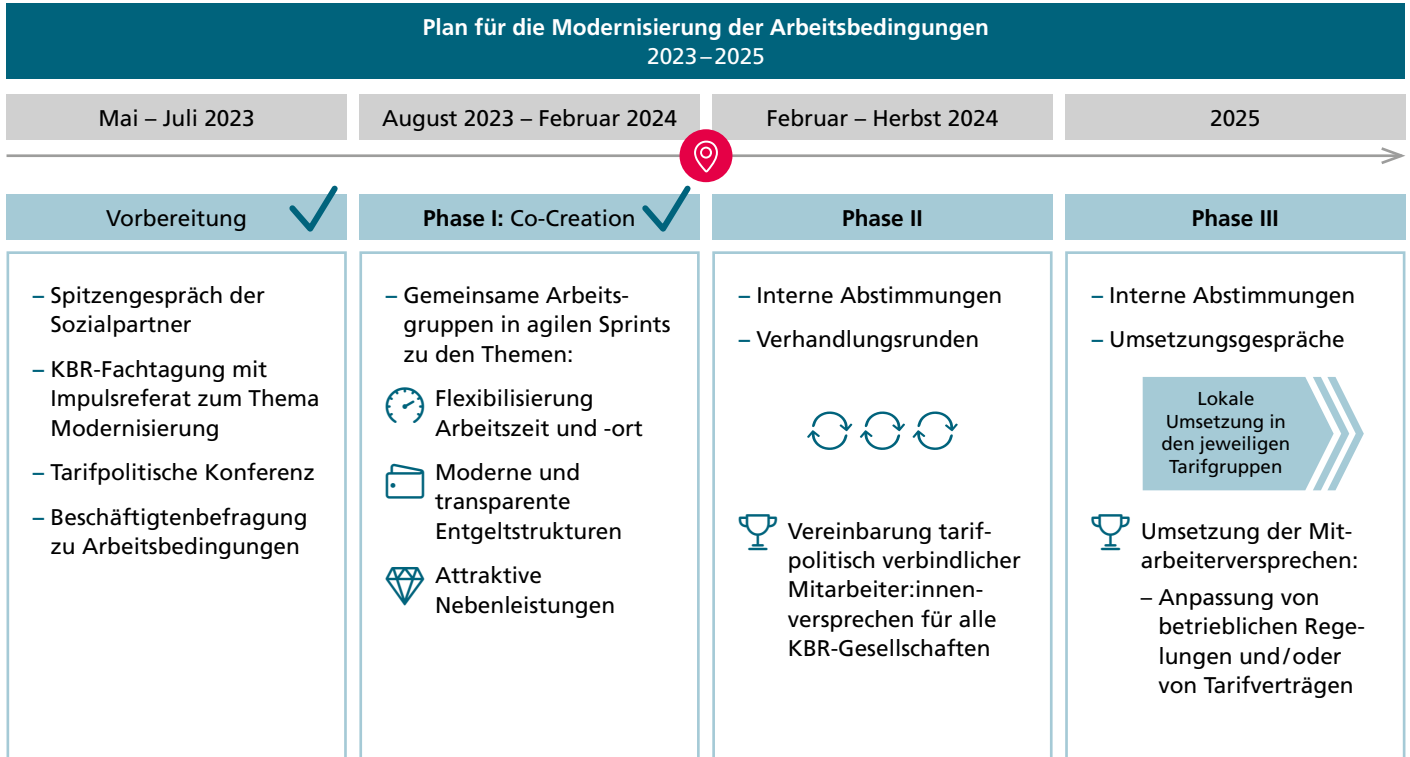 Plan für die Modernisierung der Arbeitsbedingungen
2023–2025
Mai – Juli 2023
August 2023 – Februar 2024
Februar – Herbst 2024
2025
Vorbereitung
Phase I: Co-Creation
Phase II
Phase III
– Spitzengespräch der
Sozialpartner
– KBR-Fachtagung mit
Impulsreferat zum Thema
Modernisierung
– Tarifpolitische Konferenz
– Beschäftigtenbefragung
zu Arbeitsbedingungen
– Gemeinsame Arbeits-
gruppen in agilen Sprints
zu den Themen:
Flexibilisierung
Arbeitszeit und -ort
Moderne und
transparente
Entgeltstrukturen
Attraktive
Nebenleistungen
– Interne Abstimmungen
– Verhandlungsrunden
Vereinbarung tarif-
politisch verbindlicher
Mitarbeiter:innen-
versprechen für alle
KBR-Gesellschaften
– Interne Abstimmungen
– Umsetzungsgespräche
Lokale
Umsetzung in
den jeweiligen
Tarifgruppen
Umsetzung der Mit-
arbeiterversprechen:
– Anpassung von
betrieblichen Rege-
lungen und/oder
von Tarifverträgen